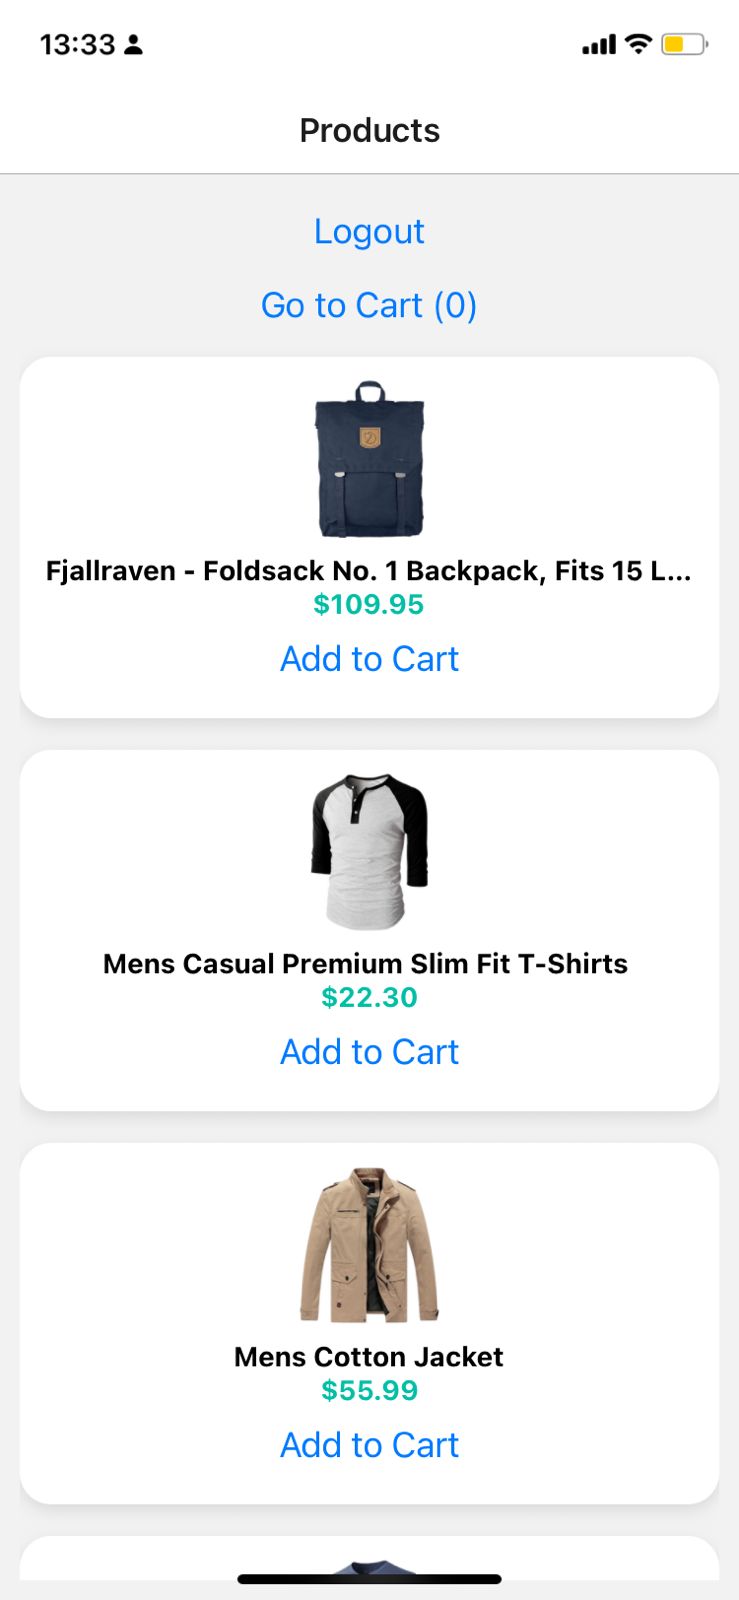 13:33
Products
Logout
Go to Cart (0)
Fjallraven - Foldsack No. 1 Backpack, Fits 15 L...
$109.95
Add to Cart
Mens Casual Premium Slim Fit T-Shirts
$22.30
Add to Cart
Mens Cotton Jacket
$55.99
Add to Cart